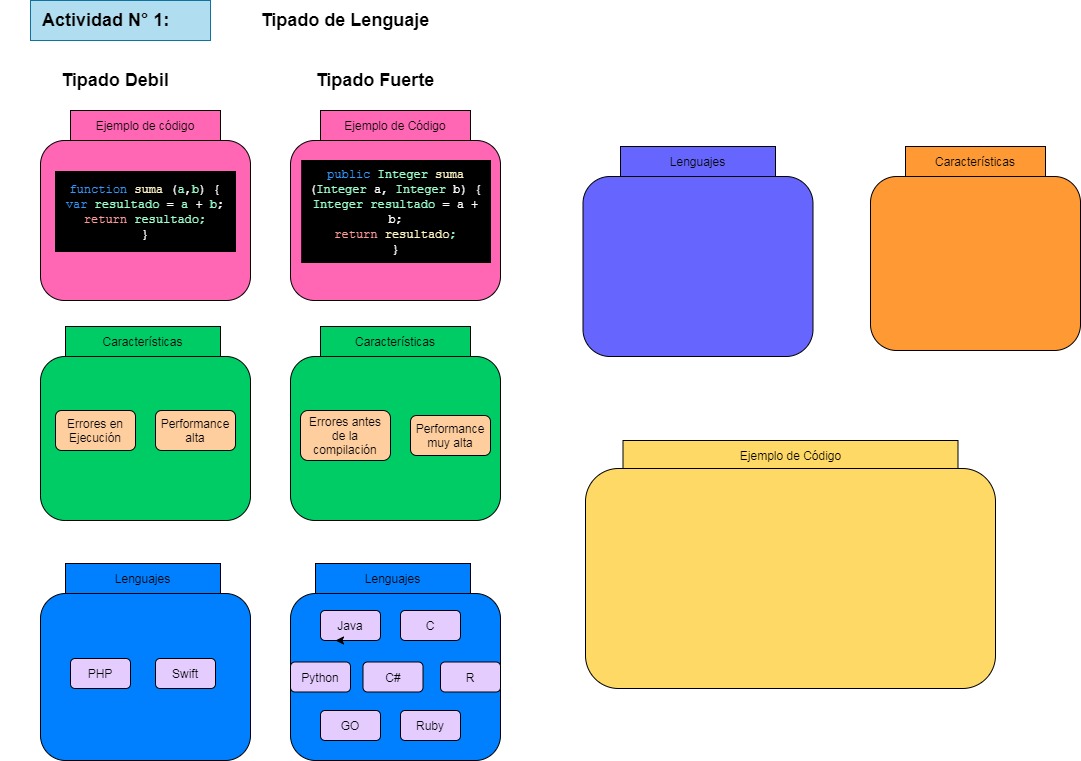 Actividad N° 1:
Tipado de Lenguaje
Tipado Debil
Tipado Fuerte
Ejemplo de código
function suma (a,b) {
var resultado = a + b;
return resultado;
}
Ejemplo de Código
public Integer suma
(Integer a, Integer b) {
Integer resultado = a +
b;
return resultado;
}
Lenguajes
Características
Características
Errores en
Ejecución
Performance
alta
Características
Errores antes
de la
compilación
Performance
muy alta
Ejemplo de Código
Lenguajes
PHP
Swift
Lenguajes
Java
C
Python
C#
R
GO
Ruby